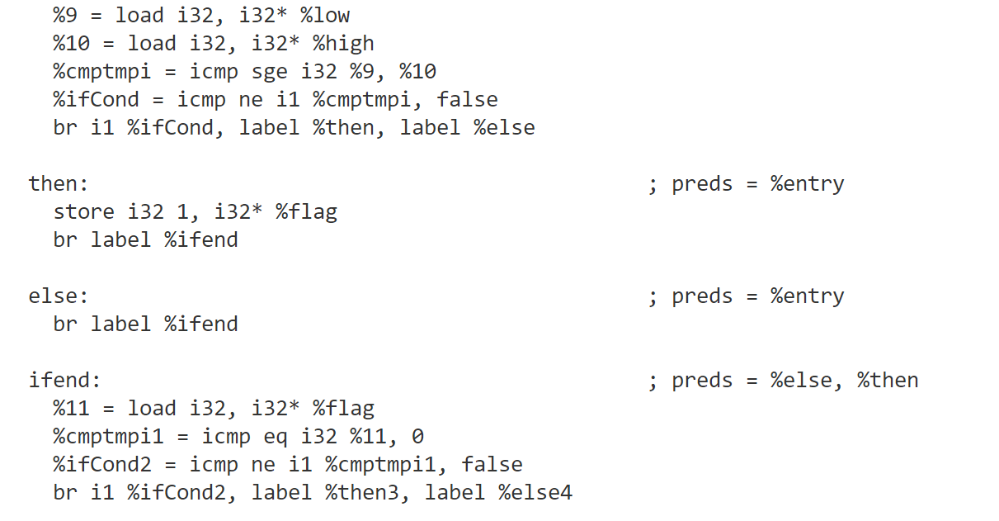 %9 = load i32, i32* %low
%10 = load i32, i32* %high
%cmptmpi = icmp sge i32 %9, %10
%ifCond = icmp ne i1 %cmptmpi, false
br i1 %ifCond, label %then, label %else
then: ; preds = %entry
store i32 1, i32* %flag
br label %ifend
else: ; preds = %entry
br label %ifend
ifend: ; preds = %else, %then
%11 = load i32, i32* %flag
%cmptmpi1 = icmp eq i32 %11, 0
%ifCond2 = icmp ne i1 %cmptmpi1, false
br i1 %ifCond2, label %then3, label %else4